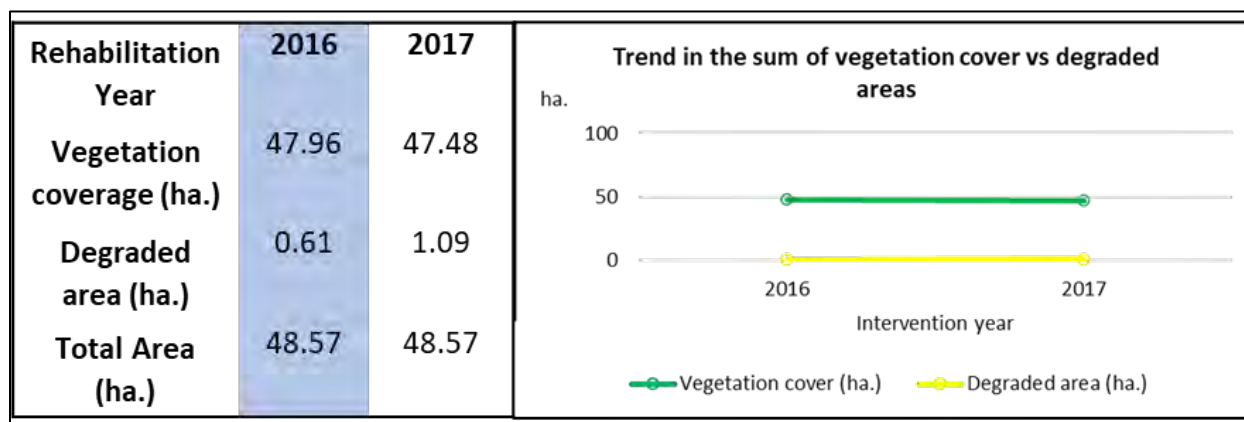 Rehabilitation
Year
2016
2017
Vegetation
coverage (ha.)
47.96
47.48
Degraded
area (ha.)
0.61
1.09
Total Area
(ha.)
48.57
48.57
Trend in the sum of vegetation cover vs degraded
areas
ha.
100
50
0
2016
2017
Intervention year
Vegetation cover (ha.)
Degraded area (ha.)